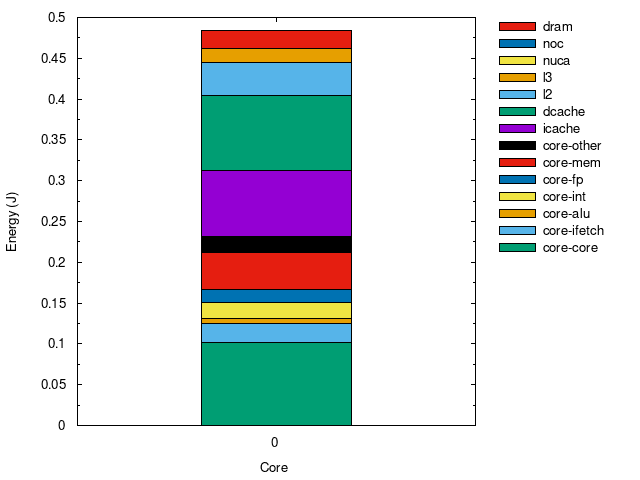 0.5
0.45
0.4
0.35
0.3
0.25
0.2
0.15
0.1
0.05
0
Energy (J)
0
Core
dram
noc
nuca
l3
l2
dcache
icache
core-other
core-mem
core-fp
core-int
core-alu
core-ifetch
core-core